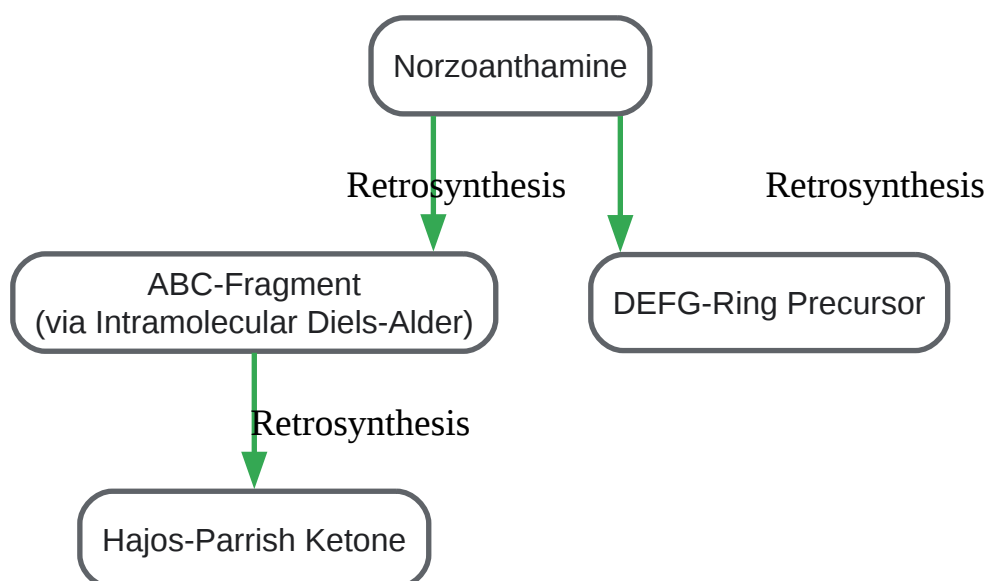 Norzoanthamine
Retrosynthesis
Retrosynthesis
ABC-Fragment
(via Intramolecular Diels-Alder)
DEFG-Ring Precursor
Retrosynthesis
Hajos-Parrish Ketone